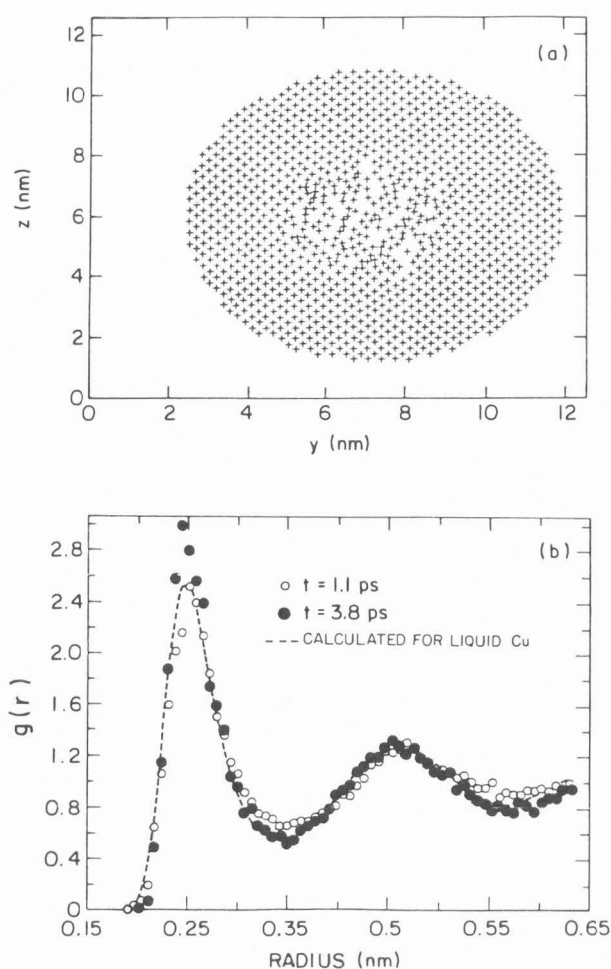 (a)
12
10
8
6
4
2
0
z (nm)
0 2 4 6 8 10 12
y (nm)
(b)
2.8
2.4
2.0
1.6
1.2
0.8
0.4
0
g(r)
t = 1.1 ps
t = 3.8 ps
CALCULATED FOR LIQUID Cu
0.15 0.25 0.35 0.45 0.55 0.65
RADIUS (nm)